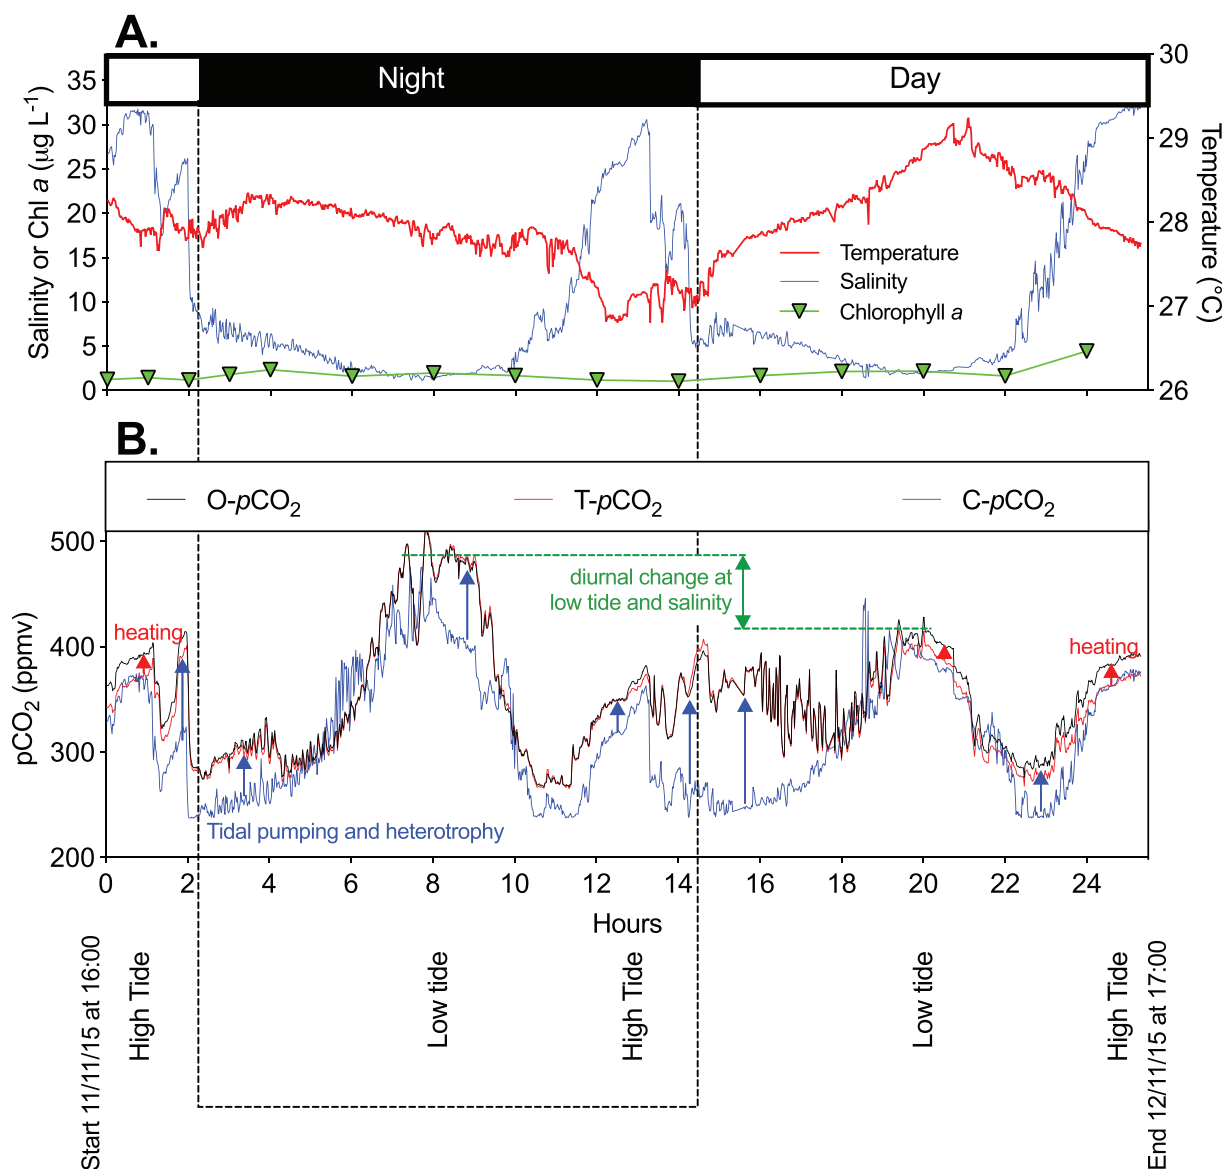 A.
Night
Day
Salinity or Chl a (µg L-1)
35
30
25
20
15
10
5
0
30
29
28
27
26
Temperature (°C)
Temperature
Salinity
Chlorophyll a
B.
O-pCO2
T-pCO2
C-pCO2
pCO2 (ppmv)
500
400
300
200
heating
diurnal change at
low tide and salinity
heating
Tidal pumping and heterotrophy
0 2 4 6 8 10 12 14 16 18 20 22 24
Hours
Start 11/11/15 at 16:00
High Tide
Low tide
High Tide
Low tide
High Tide
End 12/11/15 at 17:00